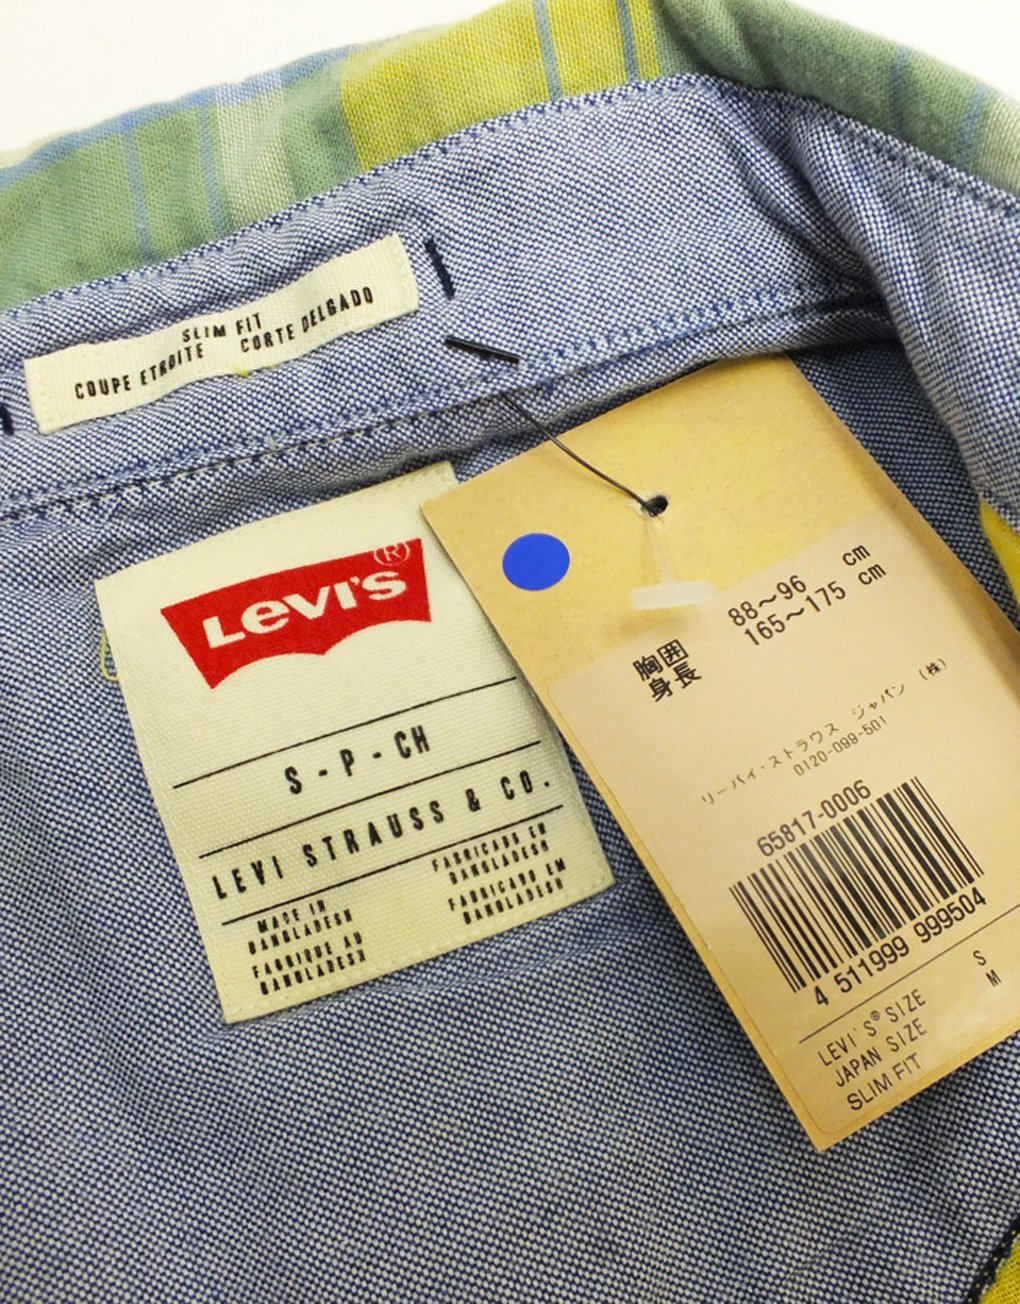 SLIM FIT
COUPE ETROITE CORTE DELGADO
Levi's®
S - P - CH
LEVI STRAUSS & CO.
MADE IN
BANGLADESH
FABRIQUE AU
BANGLADESH
FABRICADO EN
BANGLADESH
FABRICADO EM
BANGLADESH
胸囲 88～96 cm
身長 165～175 cm
リーバイ・ストラウス ジャパン (株)
0120-099-501
65817-0006
4 511999 999504
LEVI'S® SIZE S
JAPAN SIZE M
SLIM FIT